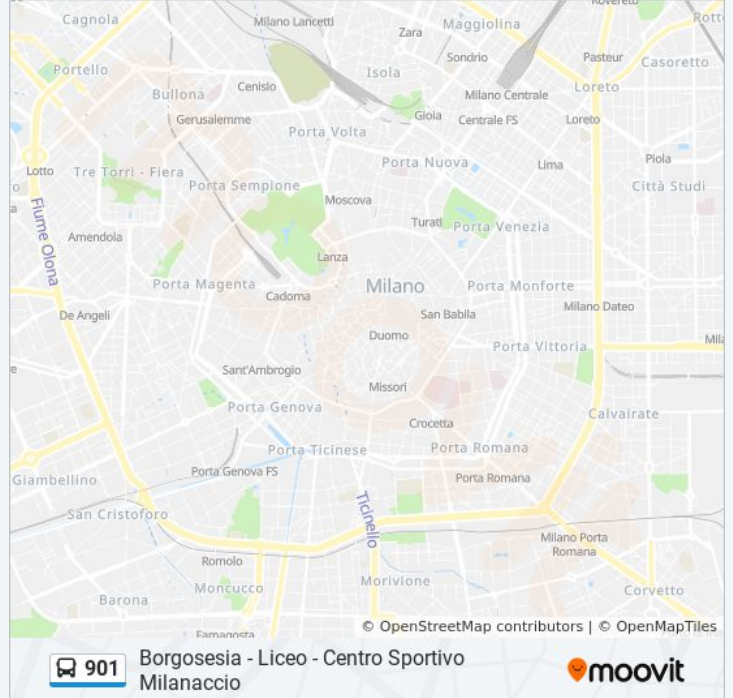 Rovereto
Cagnola
Milano Lancetti
Maggiolina
Rott
Zara
Portello
Isola
Sondrio
Pasteur
Casoretto
Bullona
Cenisio
Milano Centrale
Loreto
Gerusalemme
Gioia
Centrale FS
Loreto
Porta Volta
Lotto
Tre Torri - Fiera
Porta Nuova
Lima
Piola
o
Porta Sempione
Città Studi
Moscova
a
Fiume Olona
Turati
Porta Venezia
Amendola
Lanza
Porta Magenta
Cadorna
Milano
Porta Monforte
De Angeli
San Babila
Milano Dateo
Duomo
Porta Vittoria
Mila
e
Sant'Ambrogio
Missori
Porta Genova
Crocetta
Calvairate
Porta Ticinese
Porta Romana
Giambellino
Porta Genova FS
Porta Romana
San Cristoforo
Ticinello
Milano Porta
Romana
Romolo
Barona
Moncucco
Morivione
Corvetto
Famagosta
© OpenStreetMap contributors | © OpenMapTiles
901
Borgosesia - Liceo - Centro Sportivo
Milanaccio
moovit